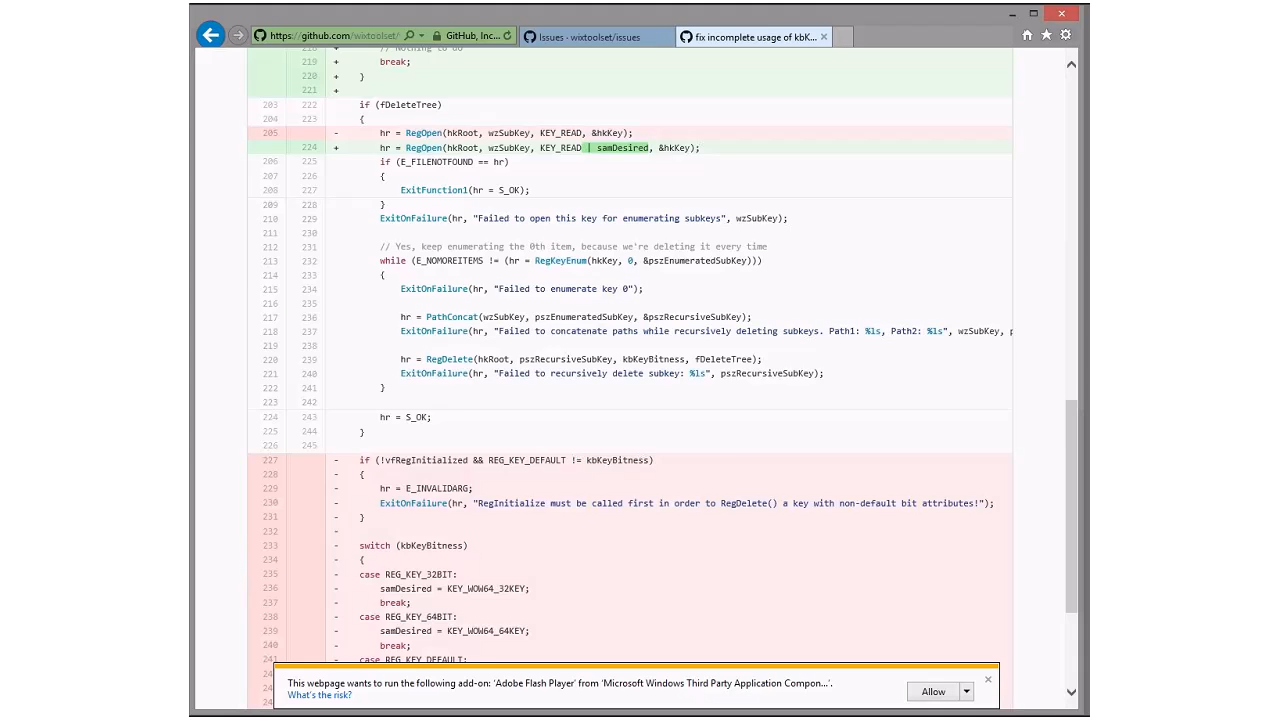 https://github.com/wixtoolset/ GitHub, Inc... Issues · wixtoolset/issues fix incomplete usage of kbK... ×
218 + // Nothing to do
219 + break;
220 + }
221 +
203 222 if (fDeleteTree)
204 223 {
205 - hr = RegOpen(hkRoot, wzSubKey, KEY_READ, &hkKey);
224 + hr = RegOpen(hkRoot, wzSubKey, KEY_READ | samDesired, &hkKey);
206 225 if (E_FILENOTFOUND == hr)
207 226 {
208 227 ExitFunction1(hr = S_OK);
209 228 }
210 229 ExitOnFailure(hr, "Failed to open this key for enumerating subkeys", wzSubKey);
211 230
212 231 // Yes, keep enumerating the 0th item, because we're deleting it every time
213 232 while (E_NOMOREITEMS != (hr = RegKeyEnum(hkKey, 0, &pszEnumeratedSubKey)))
214 233 {
215 234 ExitOnFailure(hr, "Failed to enumerate key 0");
216 235
217 236 hr = PathConcat(wzSubKey, pszEnumeratedSubKey, &pszRecursiveSubKey);
218 237 ExitOnFailure(hr, "Failed to concatenate paths while recursively deleting subkeys. Path1: %ls, Path2: %ls", wzSubKey, p
219 238
220 239 hr = RegDelete(hkRoot, pszRecursiveSubKey, kbKeyBitness, fDeleteTree);
221 240 ExitOnFailure(hr, "Failed to recursively delete subkey: %ls", pszRecursiveSubKey);
222 241 }
223 242
224 243 hr = S_OK;
225 244 }
226 245
227 - if (!vfRegInitialized && REG_KEY_DEFAULT != kbKeyBitness)
228 - {
229 - hr = E_INVALIDARG;
230 - ExitOnFailure(hr, "RegInitialize must be called first in order to RegDelete() a key with non-default bit attributes!");
231 - }
232 -
233 - switch (kbKeyBitness)
234 - {
235 - case REG_KEY_32BIT:
236 - samDesired = KEY_WOW64_32KEY;
237 - break;
238 - case REG_KEY_64BIT:
239 - samDesired = KEY_WOW64_64KEY;
240 - break;
241 - case REG_KEY_DEFAULT:
This webpage wants to run the following add-on: 'Adobe Flash Player' from 'Microsoft Windows Third Party Application Compon...'.
What's the risk?
Allow